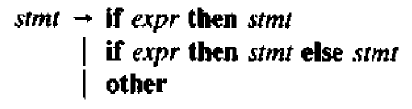 stmt → if expr then stmt
| if expr then stmt else stmt
| other